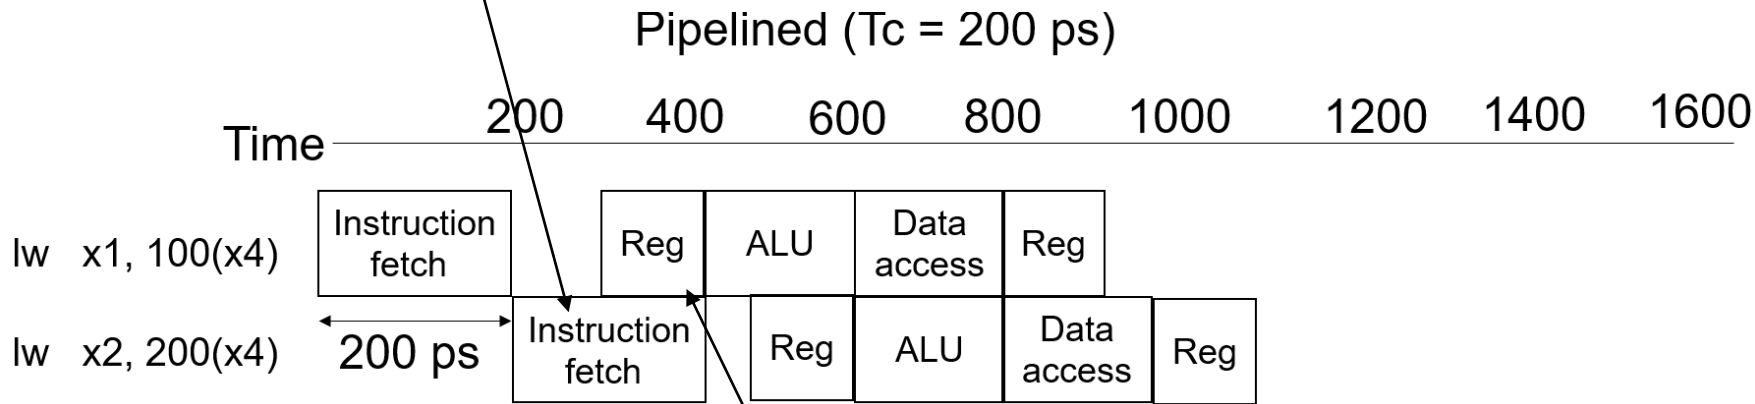 Pipelined (Tc = 200 ps)
200 400 600 800 1000 1200 1400 1600
Time
lw x1, 100(x4)
Instruction
fetch
Reg
ALU
Data
access
Reg
lw x2, 200(x4)
200 ps
Instruction
fetch
Reg
ALU
Data
access
Reg